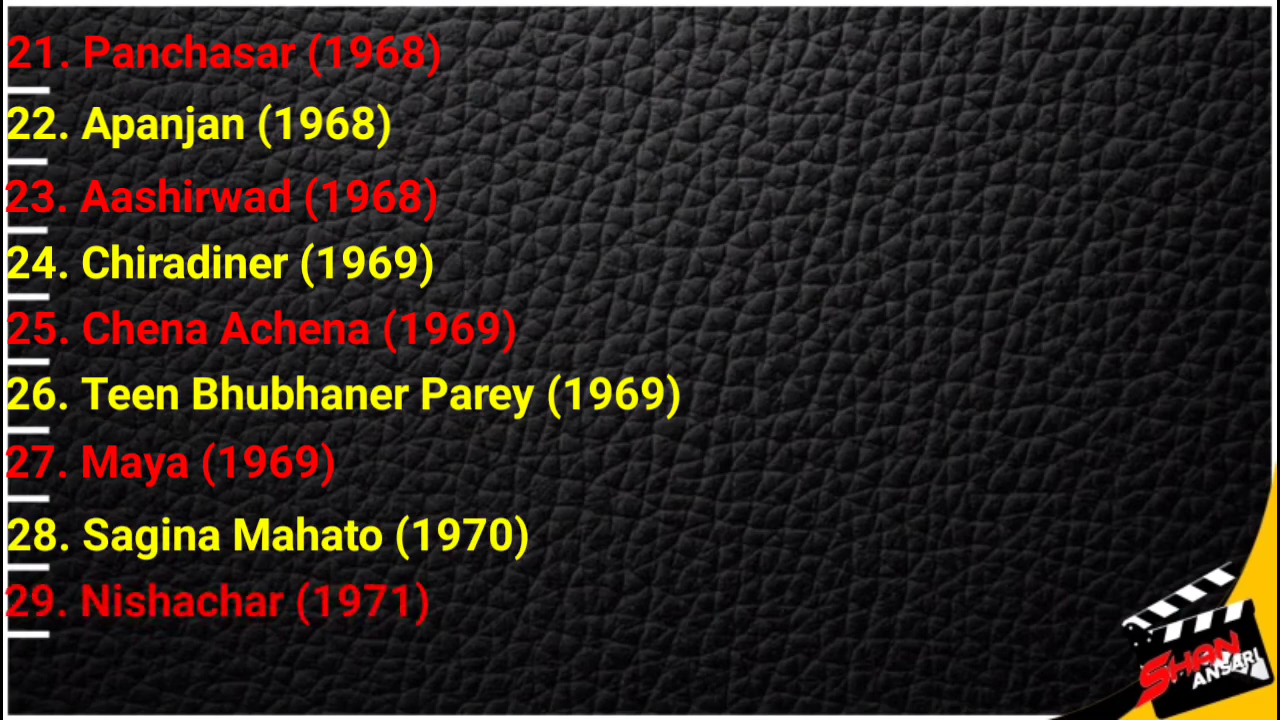 21. Panchasar (1968)
22. Apanjan (1968)
23. Aashirwad (1968)
24. Chiradiner (1969)
25. Chena Achena (1969)
26. Teen Bhubhaner Parey (1969)
27. Maya (1969)
28. Sagina Mahato (1970)
29. Nishachar (1971)
SHAN
ANSARI